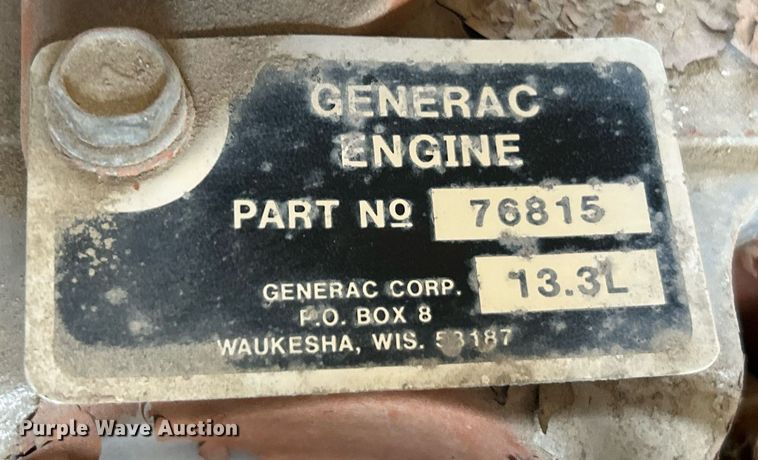 GENERAC
ENGINE
PART Nº 76815
13.3L
GENERAC CORP.
P.O. BOX 8
WAUKESHA, WIS. 53187
Purple Wave Auction